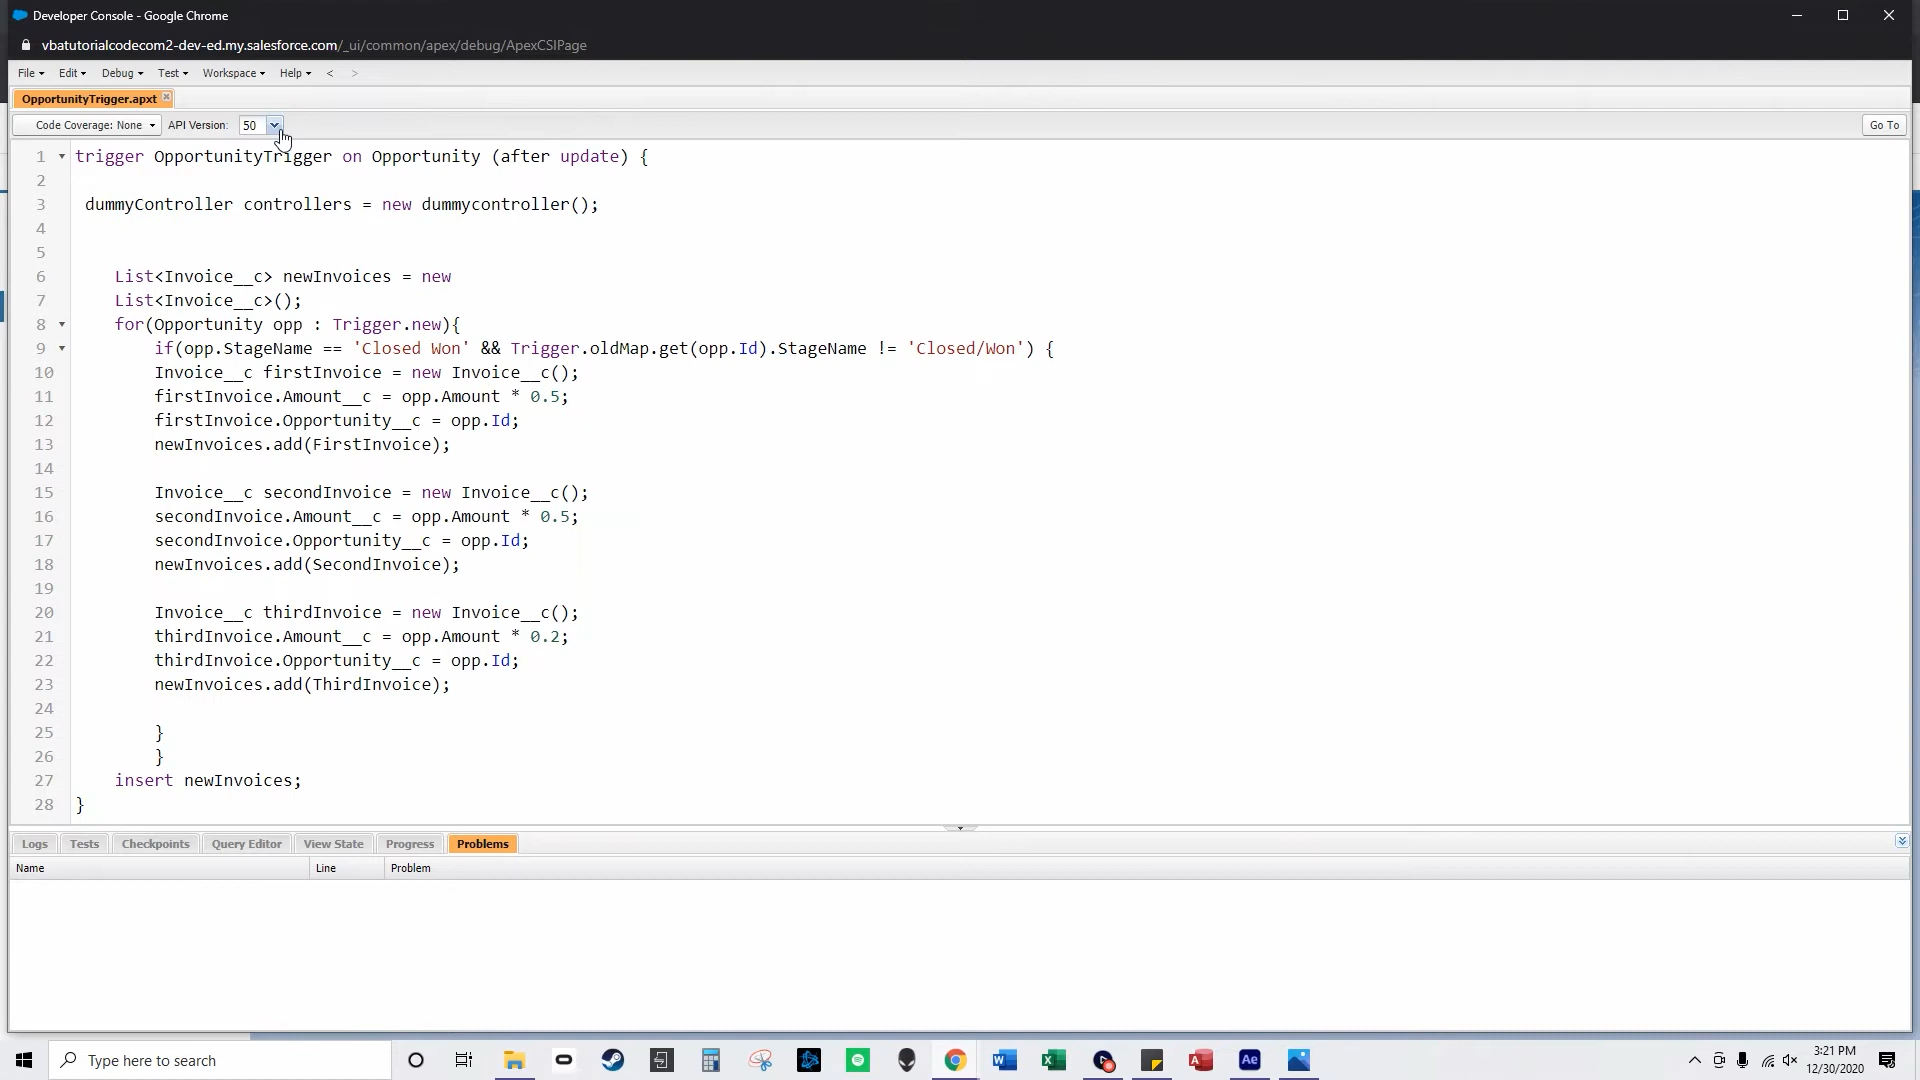 Developer Console - Google Chrome
vbatutorialcodecom2-dev-ed.my.salesforce.com/_ui/common/apex/debug/ApexCSIPage
File Edit Debug Test Workspace Help < >
OpportunityTrigger.apxt
Code Coverage: None API Version: 50 Go To
1 trigger OpportunityTrigger on Opportunity (after update) {
2
3 dummyController controllers = new dummycontroller();
4
5
6 List<Invoice__c> newInvoices = new
7 List<Invoice__c>();
8 for(Opportunity opp : Trigger.new){
9 if(opp.StageName == 'Closed Won' && Trigger.oldMap.get(opp.Id).StageName != 'Closed/Won') {
10 Invoice__c firstInvoice = new Invoice__c();
11 firstInvoice.Amount__c = opp.Amount * 0.5;
12 firstInvoice.Opportunity__c = opp.Id;
13 newInvoices.add(FirstInvoice);
14
15 Invoice__c secondInvoice = new Invoice__c();
16 secondInvoice.Amount__c = opp.Amount * 0.5;
17 secondInvoice.Opportunity__c = opp.Id;
18 newInvoices.add(SecondInvoice);
19
20 Invoice__c thirdInvoice = new Invoice__c();
21 thirdInvoice.Amount__c = opp.Amount * 0.2;
22 thirdInvoice.Opportunity__c = opp.Id;
23 newInvoices.add(ThirdInvoice);
24
25 }
26 }
27 insert newInvoices;
28 }
Logs Tests Checkpoints Query Editor View State Progress Problems
Name Line Problem
Type here to search
W X A Ae
3:21 PM
12/30/2020